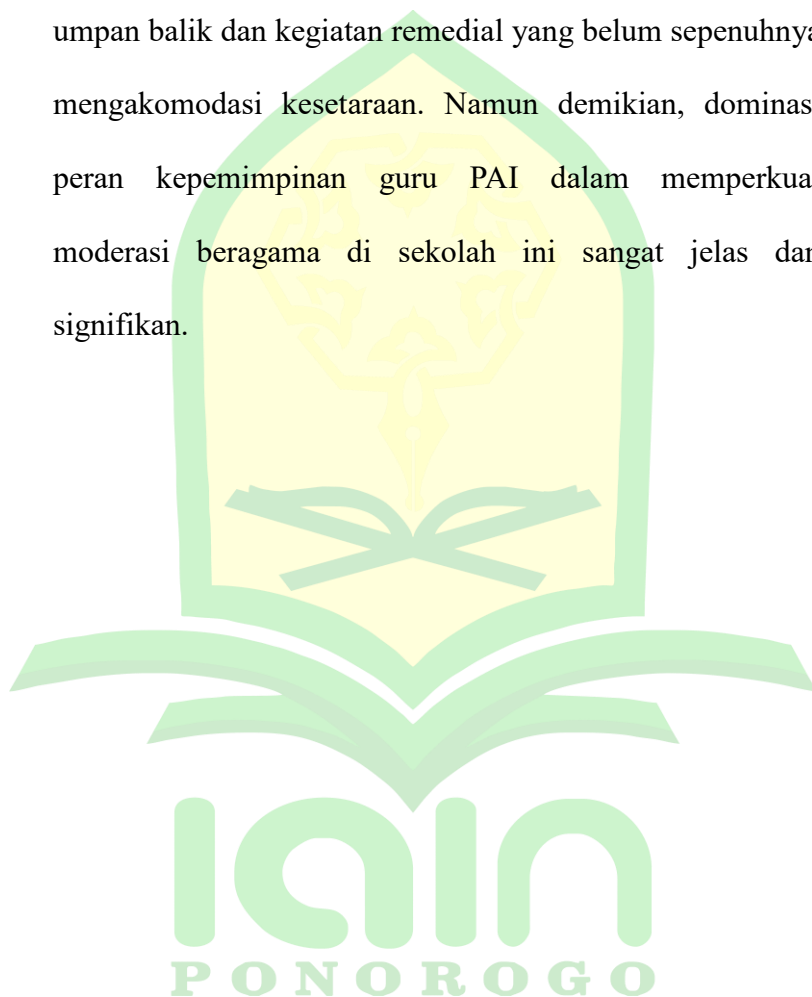 umpan balik dan kegiatan remedial yang belum sepenuhnya
mengakomodasi kesetaraan. Namun demikian, dominas
peran kepemimpinan guru PAI dalam memperkua
moderasi beragama di sekolah ini sangat jelas dan
signifikan.
iain
PONOROGO